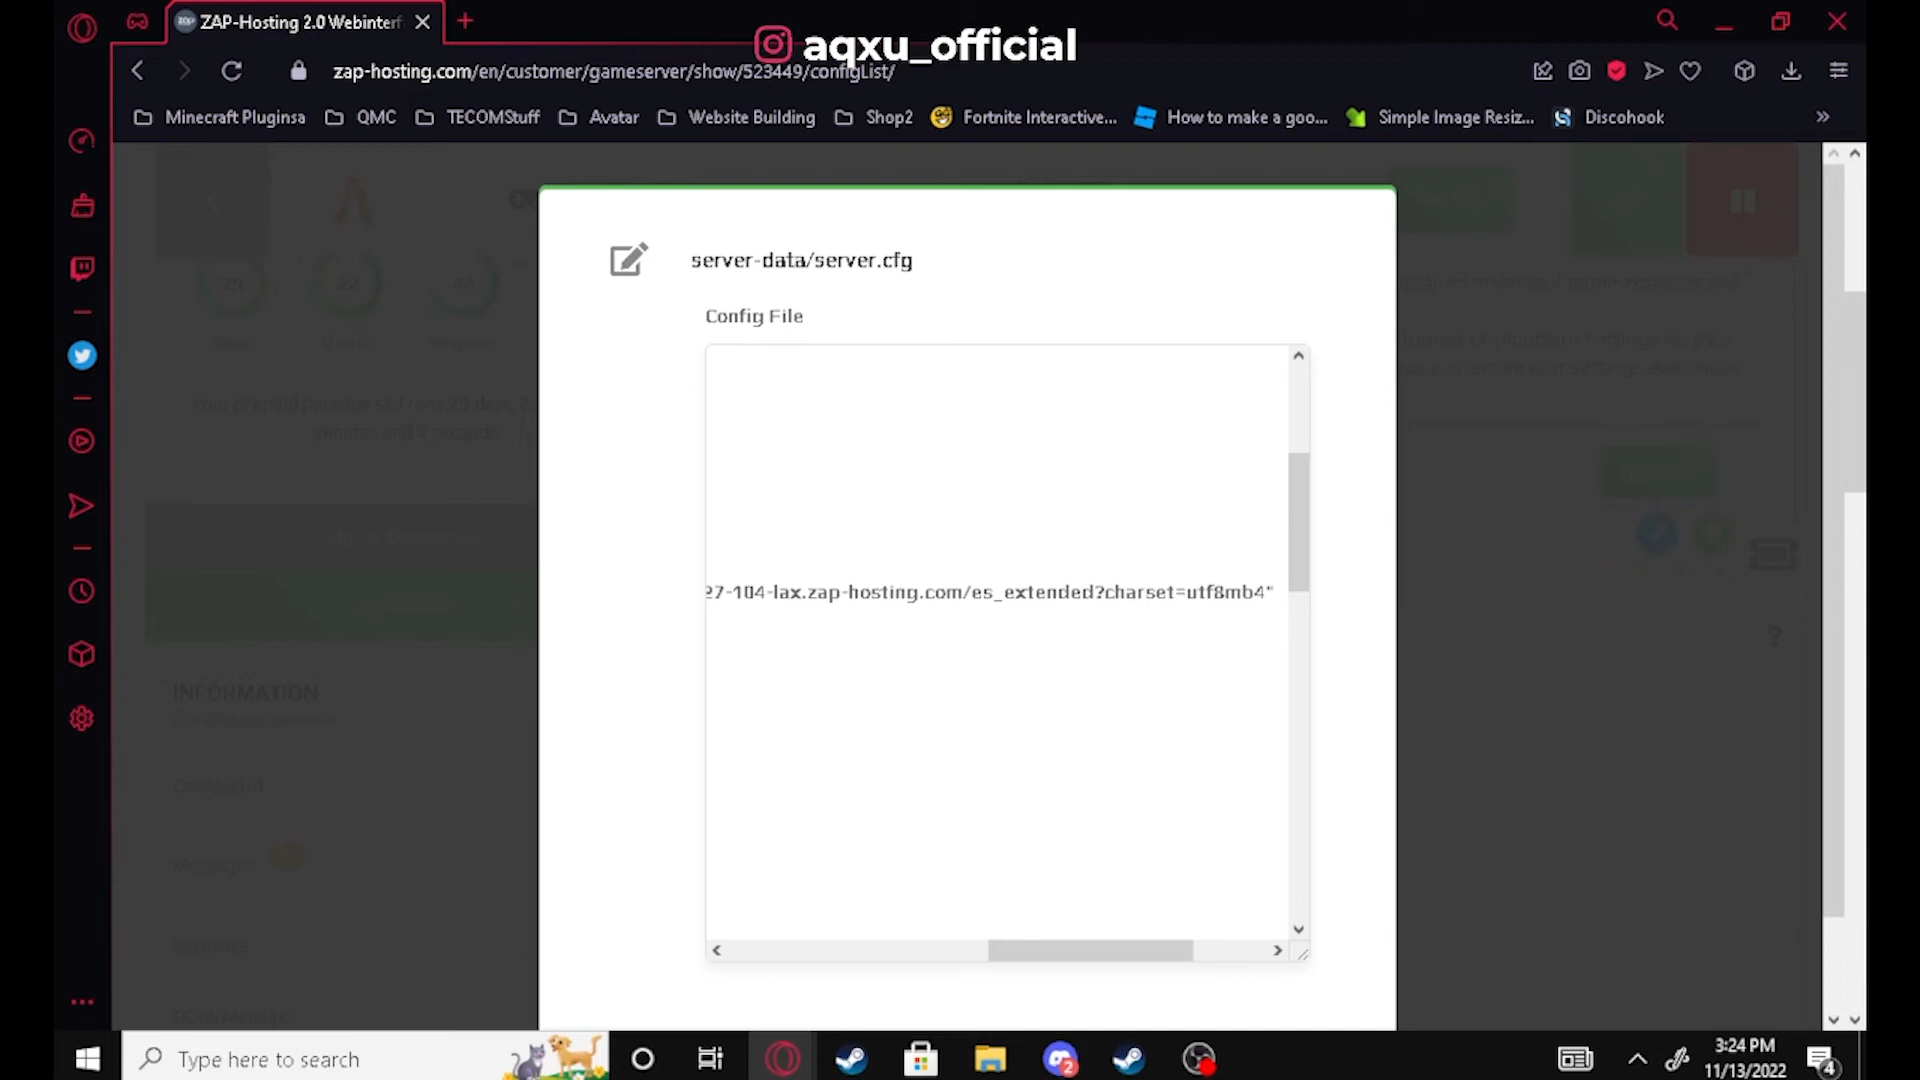 ZAP-Hosting 2.0 Webinterf
aqxu_official
zap-hosting.com/en/customer/gameserver/show/523449/configList/
Minecraft Pluginsa QMC TECOMStuff Avatar Website Building Shop2 Fortnite Interactive... How to make a goo... Simple Image Resiz... Discohook
server-data/server.cfg
Config File
27-104-lax.zap-hosting.com/es_extended?charset=utf8mb4"
INFORMATION
Type here to search
2
3:24 PM
11/13/2022
4